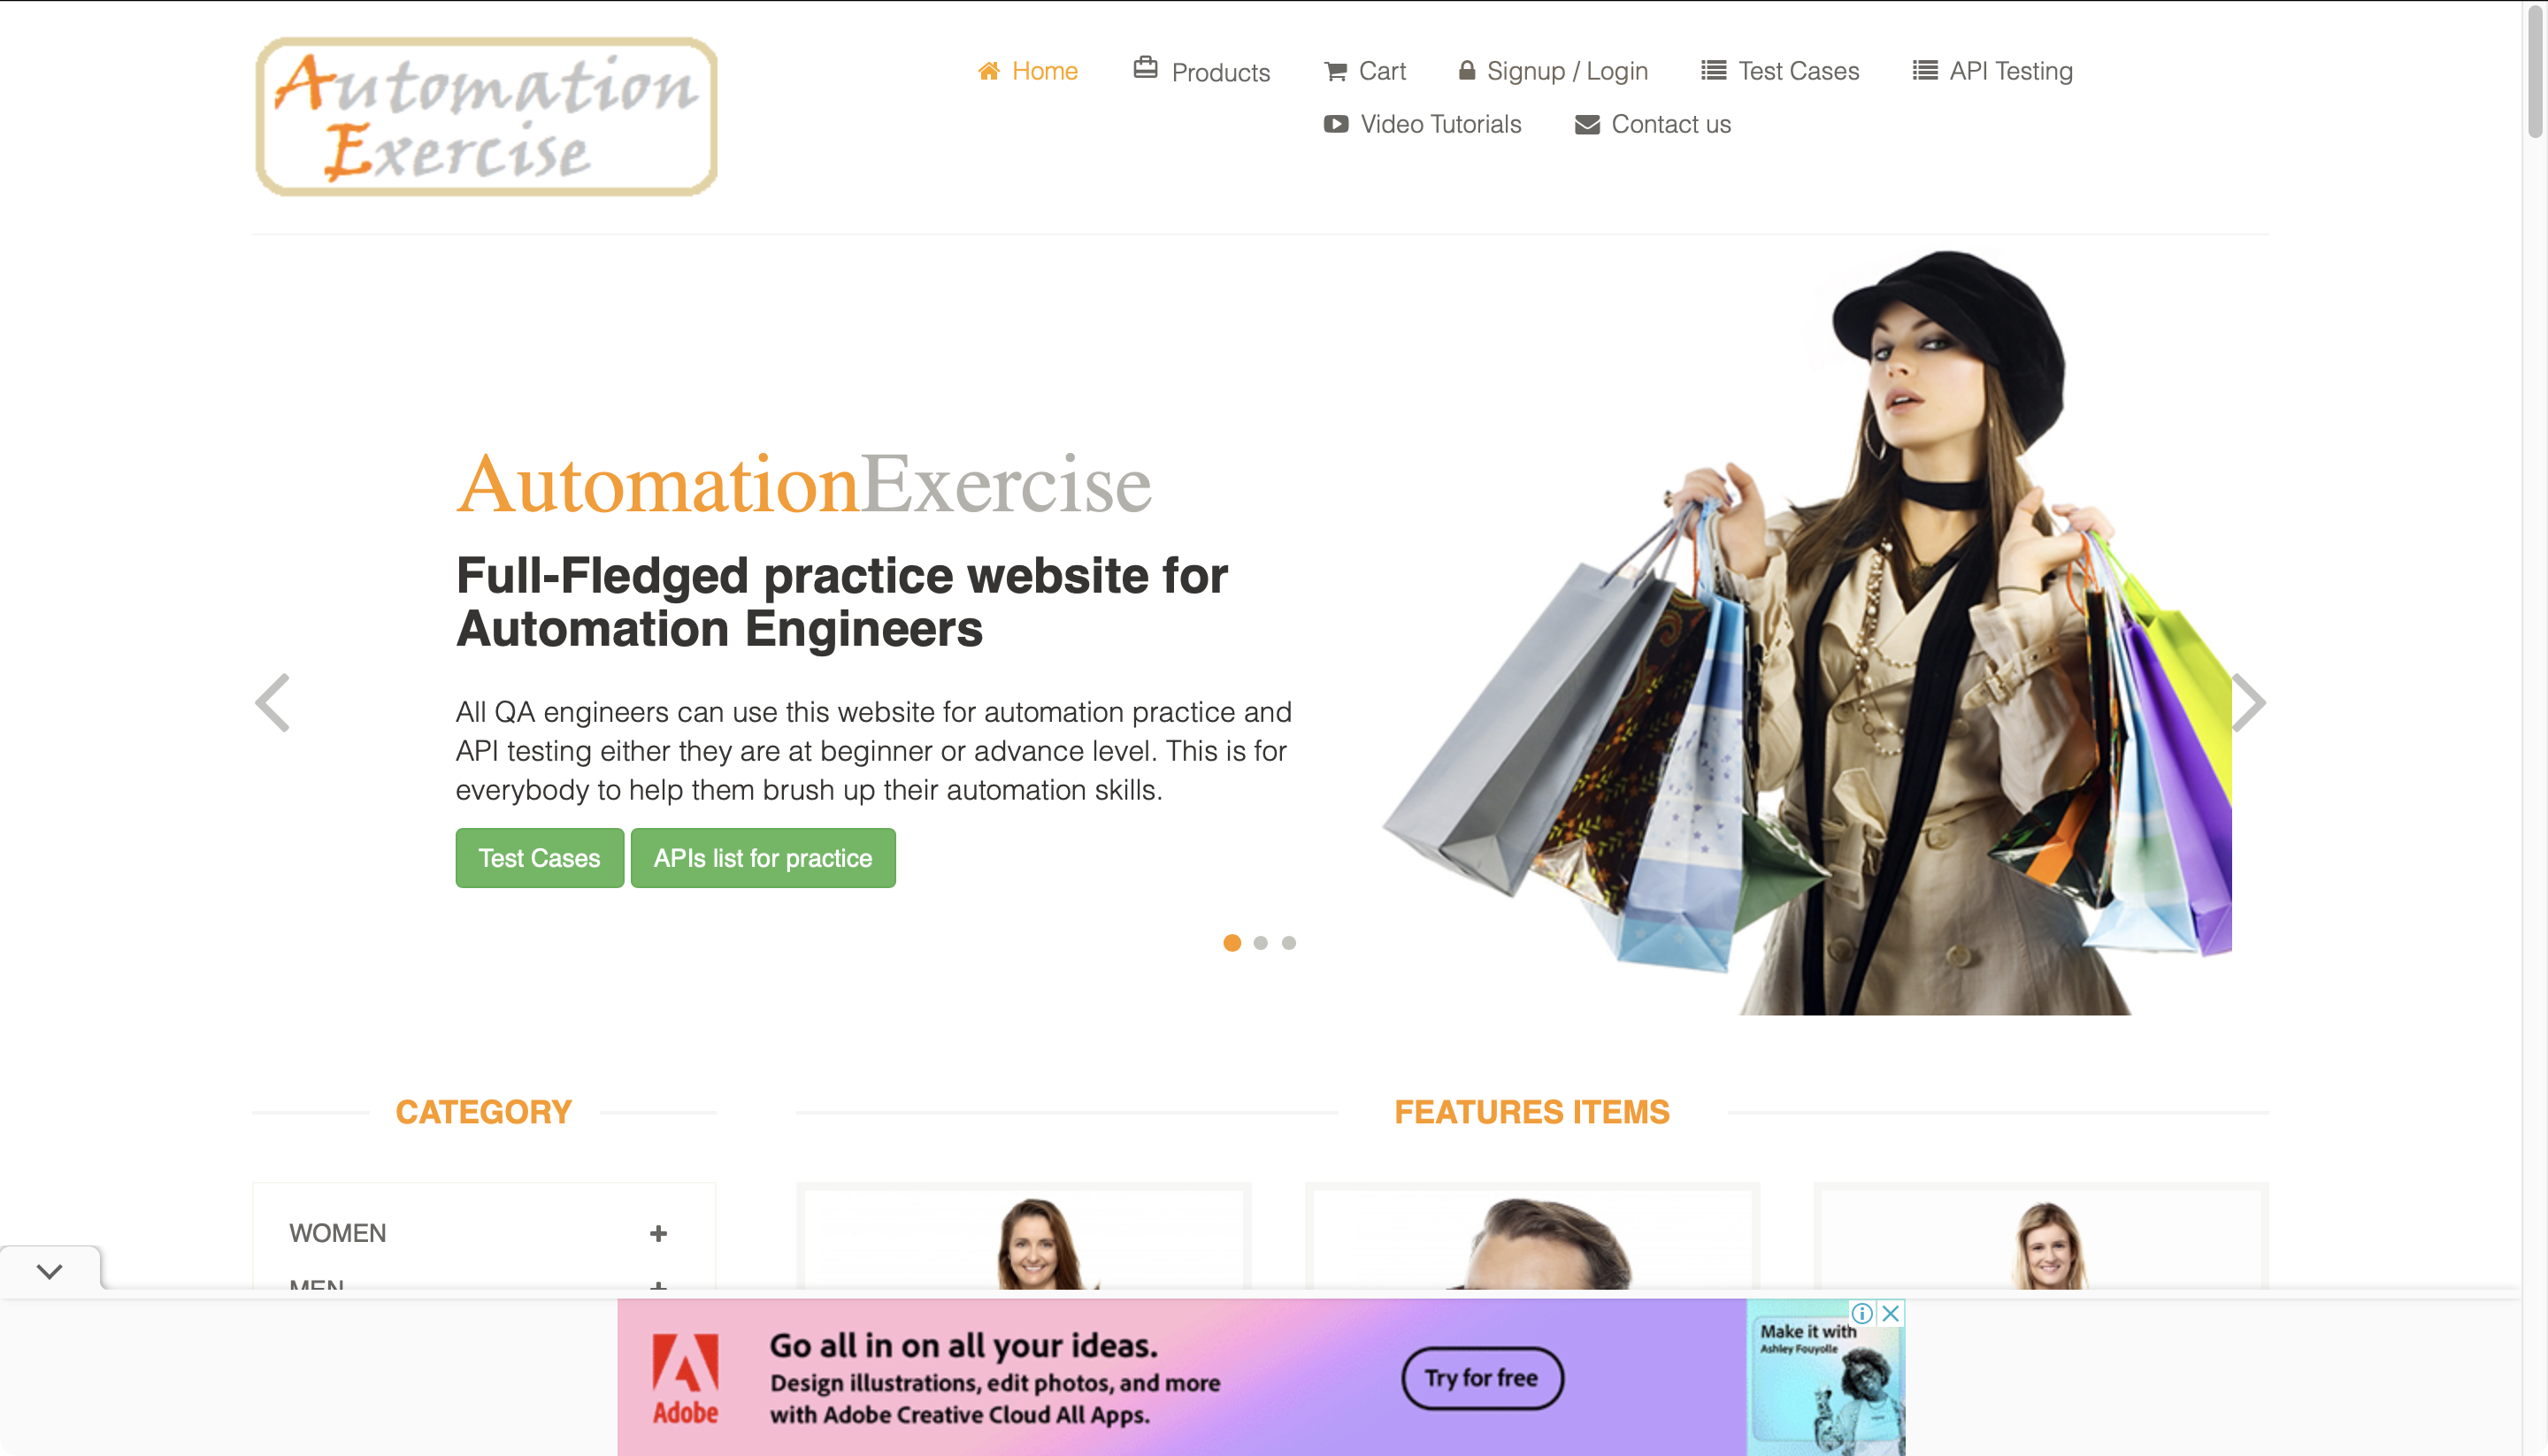 Automation
Exercise
Home
Products
Cart
Signup / Login
Test Cases
API Testing
Video Tutorials
Contact us
AutomationExercise
Full-Fledged practice website for
Automation Engineers
All QA engineers can use this website for automation practice and
API testing either they are at beginner or advance level. This is for
everybody to help them brush up their automation skills.
Test Cases
APIs list for practice
CATEGORY
FEATURES ITEMS
WOMEN
MEN
Adobe
Go all in on all your ideas.
Design illustrations, edit photos, and more
with Adobe Creative Cloud All Apps.
Try for free
Make it with
Ashley Fouyolle